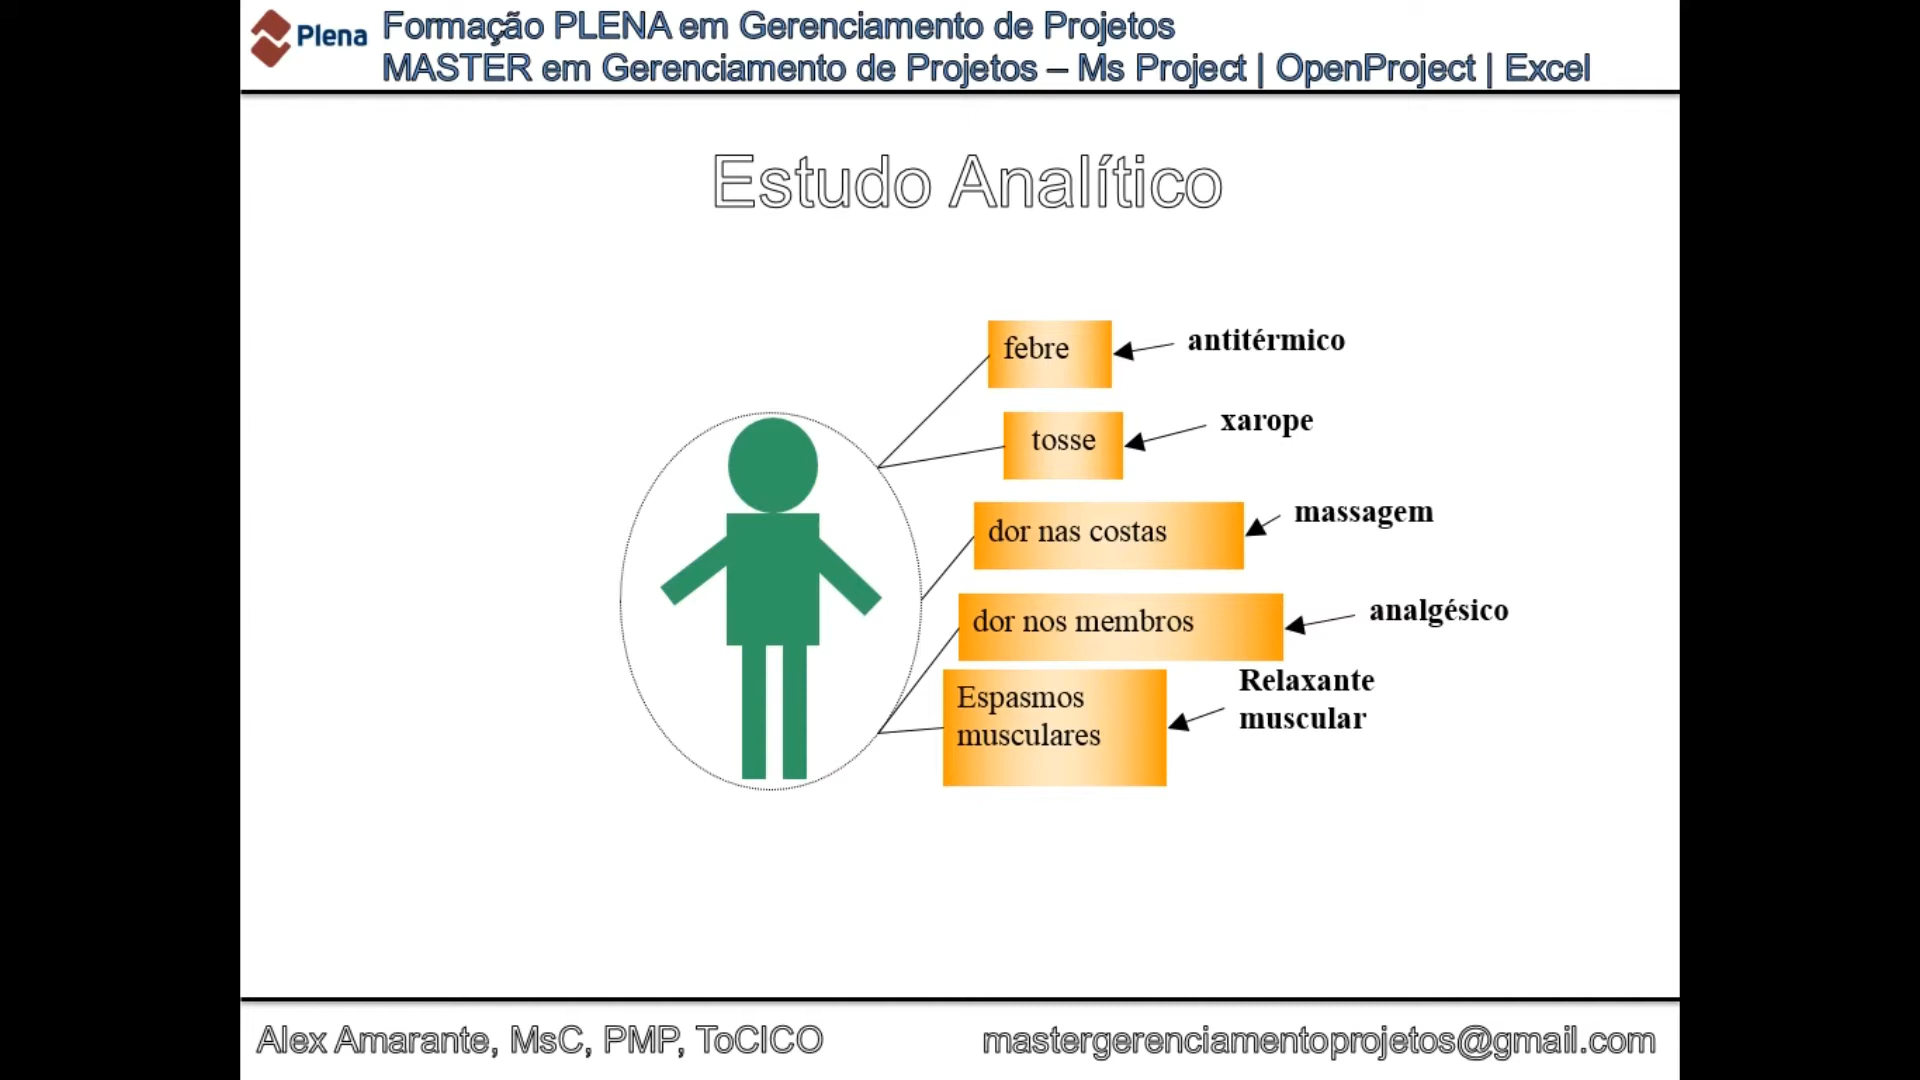 Plena
Formação PLENA em Gerenciamento de Projetos
MASTER em Gerenciamento de Projetos – Ms Project | OpenProject | Excel
Estudo Analítico
febre
antitérmico
tosse
xarope
dor nas costas
massagem
dor nos membros
analgésico
Espasmos
musculares
Relaxante
muscular
Alex Amarante, MsC, PMP, ToCICO
mastergerenciamentoprojetos@gmail.com